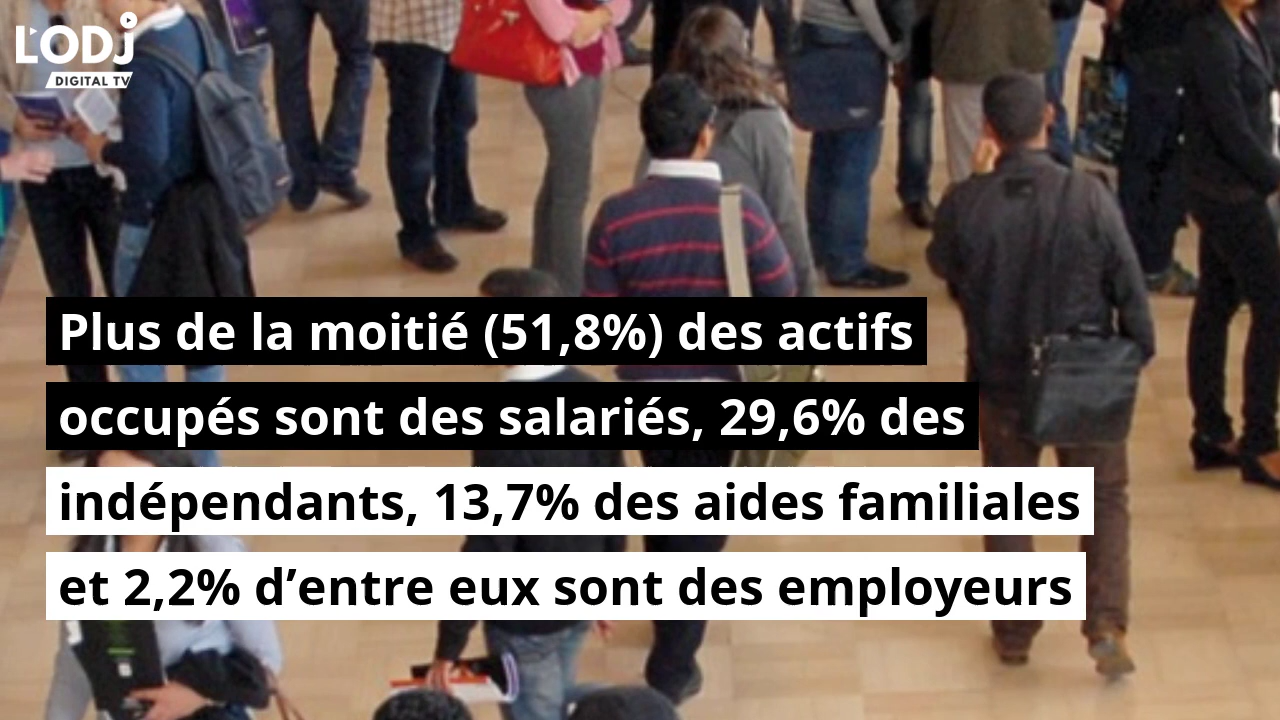 L'ODJ
DIGITAL TV
Plus de la moitié (51,8%) des actifs
occupés sont des salariés, 29,6% des
indépendants, 13,7% des aides familiales
et 2,2% d’entre eux sont des employeurs